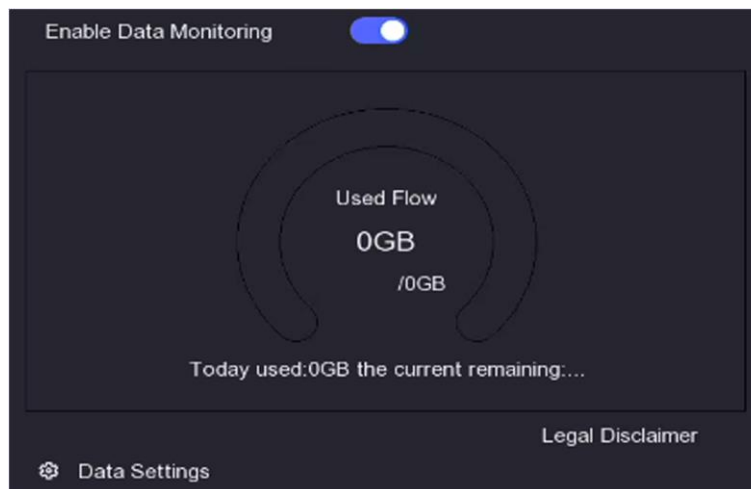 Enable Data Monitoring
Used Flow
0GB
/0GB
Today used:0GB the current remaining:...
Legal Disclaimer
Data Settings